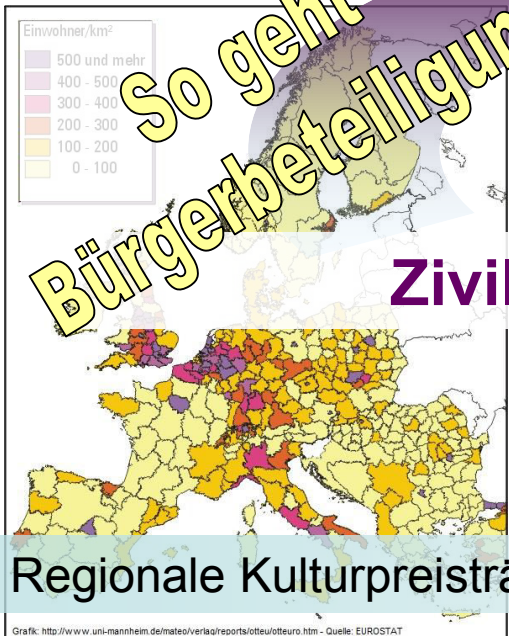 Einwohner/km²
500 und mehr
400 - 500
300 - 400
200 - 300
100 - 200
0 - 100
So geht
Bürgerbeteiligun
Zivil
Regionale Kulturpreisträ
Grafik: http://www.uni-mannheim.de/mateo/verlag/reports/otteu/otteuro.htm - Quelle: EUROSTAT